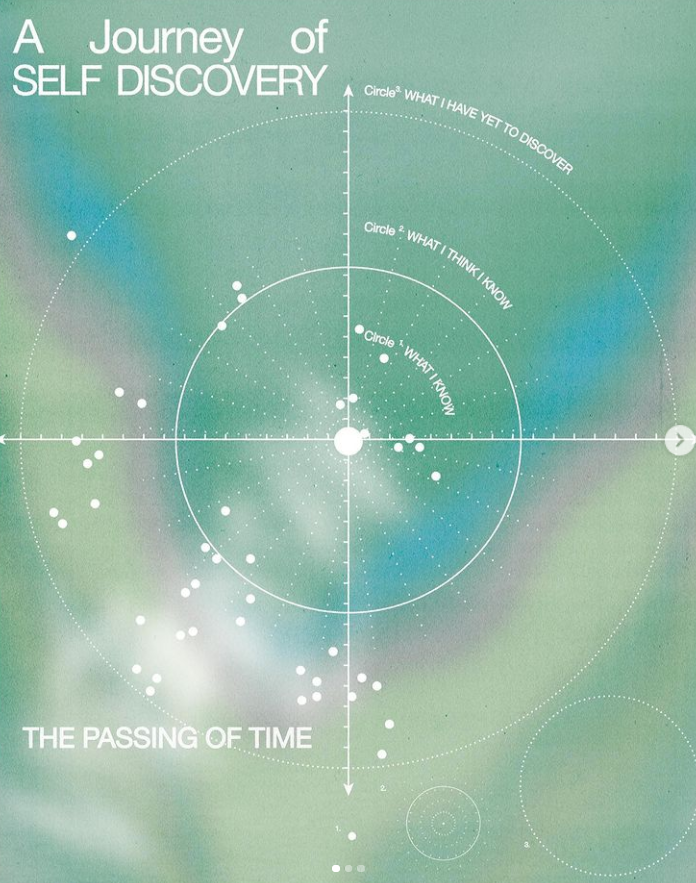 A Journey of
SELF DISCOVERY
Circle³· WHAT I HAVE YET TO DISCOVER
Circle ²· WHAT I THINK I KNOW
Circle ¹· WHAT I KNOW
THE PASSING OF TIME
2.
1.
3.